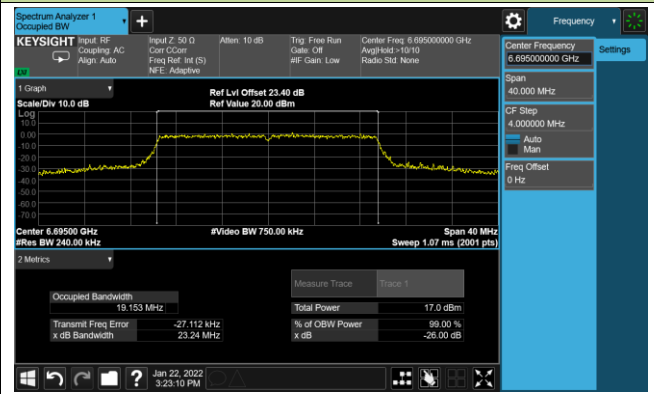 Spectrum Analyzer 1
Occupied BW
Frequency
KEYSIGHT
Input: RF
Coupling: AC
Align: Auto
Input Z: 50 Ω
Corr CCorr
Freq Ref: Int (S)
NFE: Adaptive
Atten: 10 dB
Trig: Free Run
Gate: Off
#IF Gain: Low
Center Freq: 6.695000000 GHz
Avg|Hold:>10/10
Radio Std: None
Center Frequency
6.695000000 GHz
Settings
Span
40.000 MHz
CF Step
4.000000 MHz
Auto
Man
Freq Offset
0 Hz
1 Graph
Scale/Div 10.0 dB
Ref Lvl Offset 23.40 dB
Ref Value 20.00 dBm
Log
10.0
0.00
-10.0
-20.0
-30.0
-40.0
-50.0
-60.0
-70.0
Center 6.69500 GHz
#Res BW 240.00 kHz
#Video BW 750.00 kHz
Span 40 MHz
Sweep 1.07 ms (2001 pts)
2 Metrics
Measure Trace
Trace 1
Occupied Bandwidth
19.153 MHz
Total Power
17.0 dBm
Transmit Freq Error
-27.112 kHz
% of OBW Power
99.00 %
x dB Bandwidth
23.24 MHz
x dB
-26.00 dB
Jan 22, 2022
3:23:10 PM